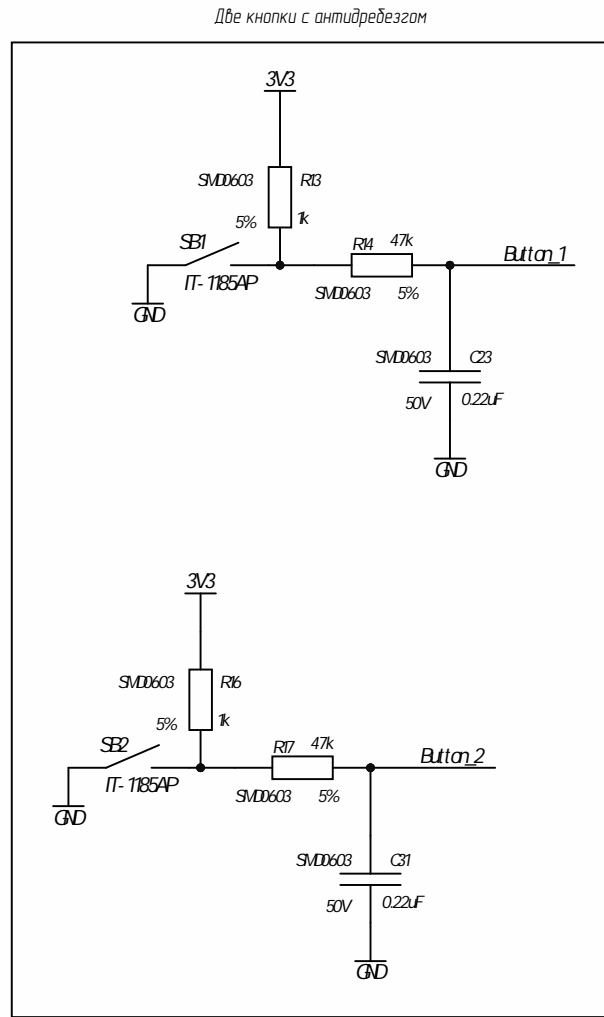 Две кнопки с антидребезгом
3V3
SMD0603 R13
5% 1k
SB1
IT-1185AP
GND
R14 47k
SMD0603 5%
Button_1
SMD0603 C23
50V 0.22uF
GND
3V3
SMD0603 R16
5% 1k
SB2
IT-1185AP
GND
R17 47k
SMD0603 5%
Button_2
SMD0603 C31
50V 0.22uF
GND